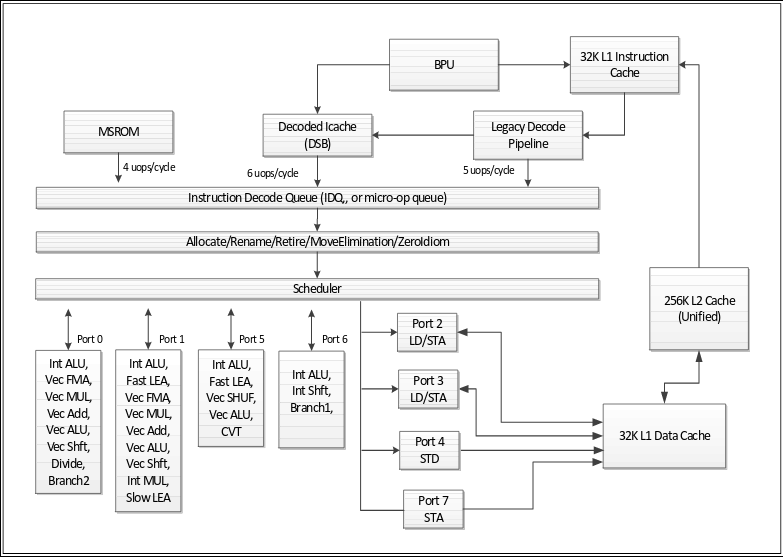 BPU
32K L1 Instruction
Cache
MSROM
Decoded Icache
(DSB)
Legacy Decode
Pipeline
4 uops/cycle
6 uops/cycle
5 uops/cycle
Instruction Decode Queue (IDQ,, or micro-op queue)
Allocate/Rename/Retire/MoveElimination/ZeroIdiom
Scheduler
256K L2 Cache
(Unified)
Port 0
Int ALU,
Vec FMA,
Vec MUL,
Vec Add,
Vec ALU,
Vec Shft,
Divide,
Branch2
Port 1
Int ALU,
Fast LEA,
Vec FMA,
Vec MUL,
Vec Add,
Vec ALU,
Vec Shft,
Int MUL,
Slow LEA
Port 5
Int ALU,
Fast LEA,
Vec SHUF,
Vec ALU,
CVT
Port 6
Int ALU,
Int Shft,
Branch1,
Port 2
LD/STA
Port 3
LD/STA
Port 4
STD
Port 7
STA
32K L1 Data Cache